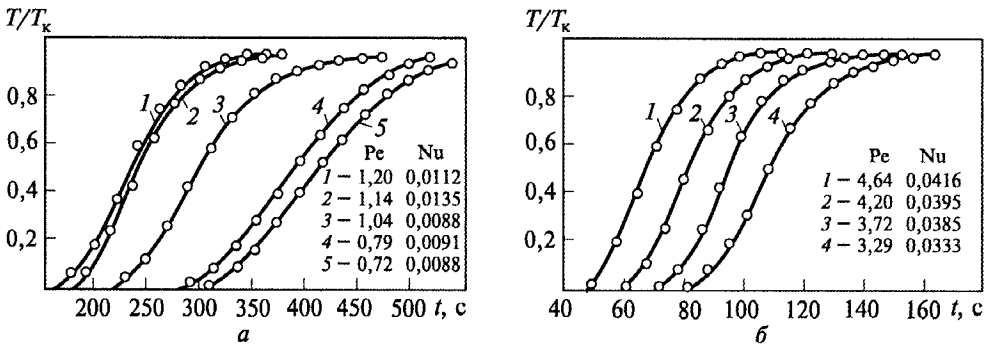 T/Tк
0,8
0,6
0,4
0,2
1
2
3
4
5
Pe Nu
1 – 1,20 0,0112
2 – 1,14 0,0135
3 – 1,04 0,0088
4 – 0,79 0,0091
5 – 0,72 0,0088
200 250 300 350 400 450 500 t, с
а
T/Tк
0,8
0,6
0,4
0,2
1
2
3
4
Pe Nu
1 – 4,64 0,0416
2 – 4,20 0,0395
3 – 3,72 0,0385
4 – 3,29 0,0333
40 60 80 100 120 140 160 t, с
б